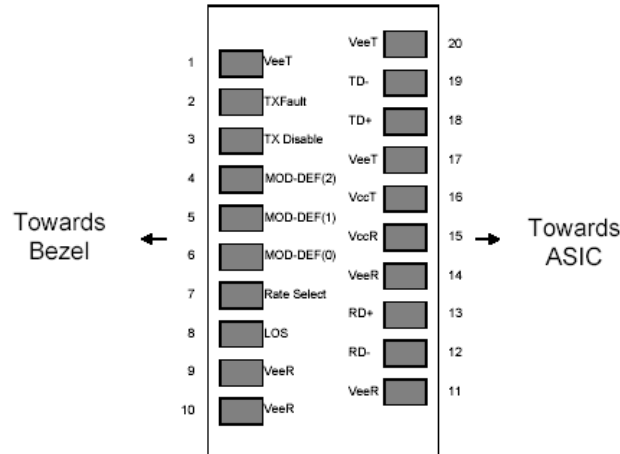 VeeT 20
1 VeeT
TD- 19
2 TXFault
TD+ 18
3 TX Disable
VeeT 17
4 MOD-DEF(2)
VccT 16
5 MOD-DEF(1)
Towards
Bezel
VccR 15
Towards
ASIC
6 MOD-DEF(0)
VeeR 14
7 Rate Select
RD+ 13
8 LOS
RD- 12
9 VeeR
VeeR 11
10 VeeR